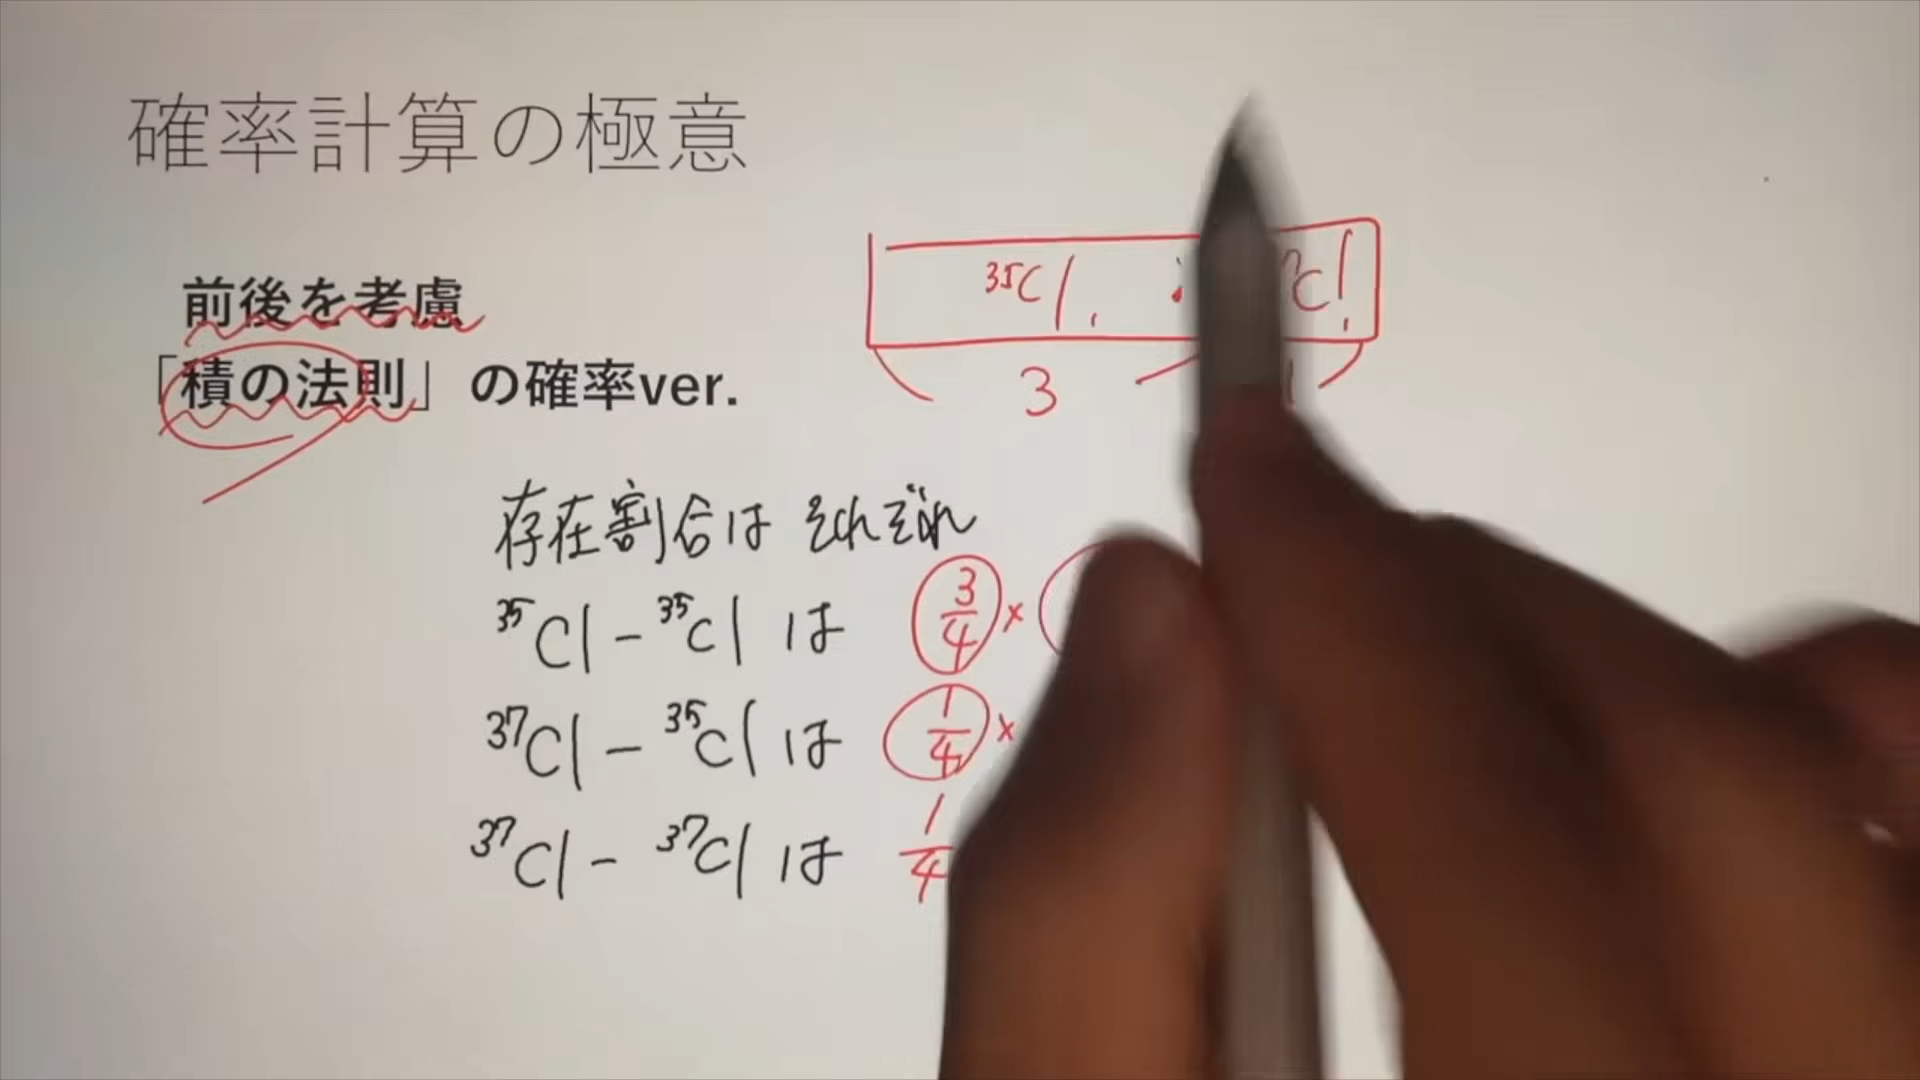 確率計算の極意
前後を考慮
「積の法則」の確率ver.
³⁵Cl. : Cl.
3
存在割合は それぞれ
³⁵Cl - ³⁵Cl は 3/4 ×
³⁷Cl - ³⁵Cl は 1/4 ×
³⁷Cl - ³⁷Cl は 1/4